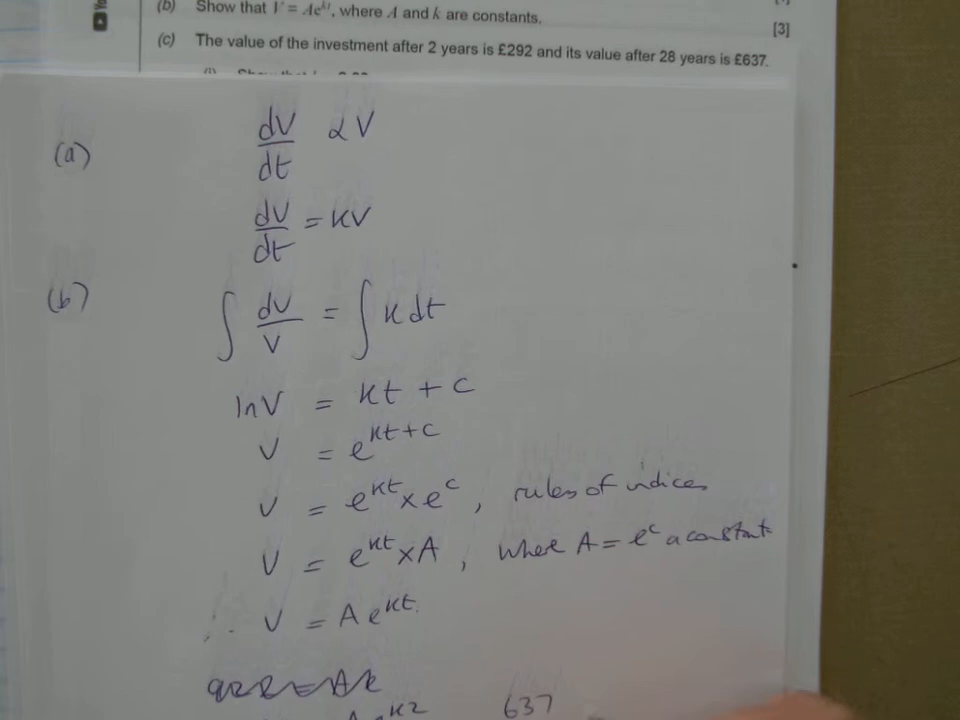 (b) Show that V = Ae^{kt}, where A and k are constants.
[3]
(c) The value of the investment after 2 years is £292 and its value after 28 years is £637.
(a) dV/dt α V
dV/dt = kV
(b) ∫ dV/V = ∫ k dt
ln V = kt + c
V = e^{kt+c}
V = e^{kt} × e^{c}, rules of indices
V = e^{kt} × A, where A = e^{c} a constant
∴ V = A e^{kt}.
637